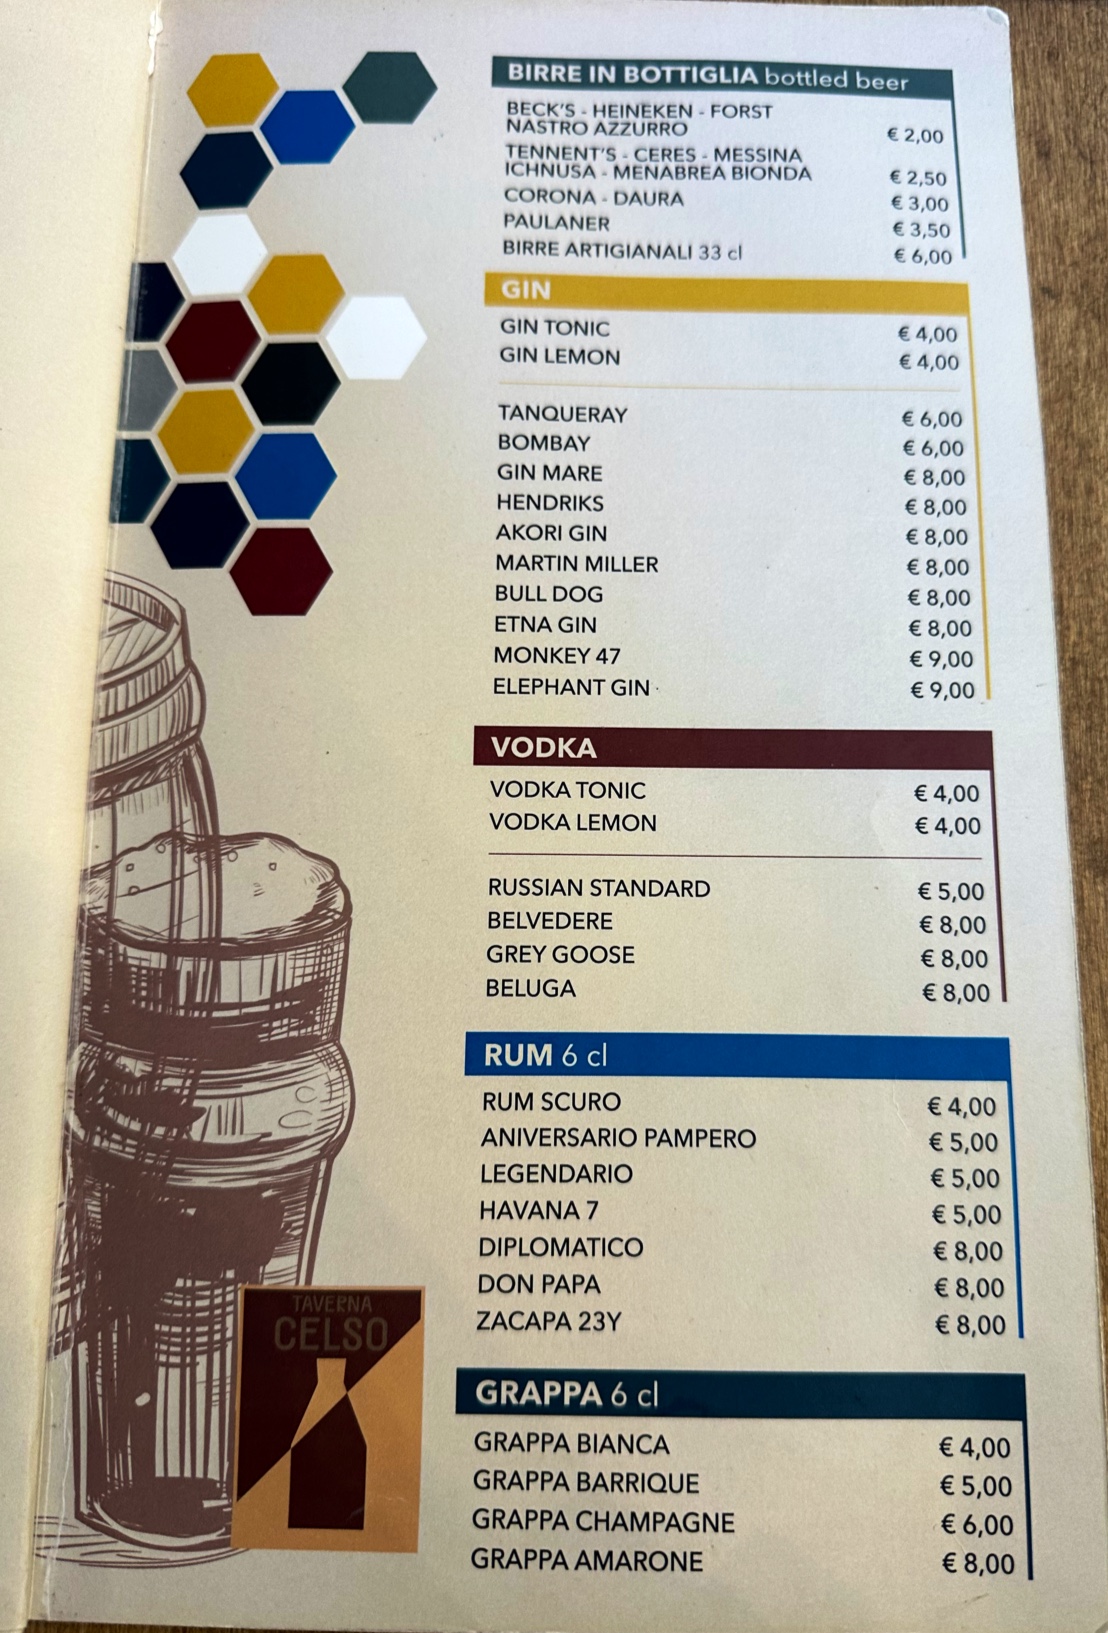 BIRRE IN BOTTIGLIA bottled beer
BECK'S - HEINEKEN - FORST
NASTRO AZZURRO € 2,00
TENNENT'S - CERES - MESSINA
ICHNUSA - MENABREA BIONDA € 2,50
CORONA - DAURA € 3,00
PAULANER € 3,50
BIRRE ARTIGIANALI 33 cl € 6,00
GIN
GIN TONIC € 4,00
GIN LEMON € 4,00
TANQUERAY € 6,00
BOMBAY € 6,00
GIN MARE € 8,00
HENDRIKS € 8,00
AKORI GIN € 8,00
MARTIN MILLER € 8,00
BULL DOG € 8,00
ETNA GIN € 8,00
MONKEY 47 € 9,00
ELEPHANT GIN € 9,00
VODKA
VODKA TONIC € 4,00
VODKA LEMON € 4,00
RUSSIAN STANDARD € 5,00
BELVEDERE € 8,00
GREY GOOSE € 8,00
BELUGA € 8,00
RUM 6 cl
RUM SCURO € 4,00
ANIVERSARIO PAMPERO € 5,00
LEGENDARIO € 5,00
HAVANA 7 € 5,00
DIPLOMATICO € 8,00
DON PAPA € 8,00
ZACAPA 23Y € 8,00
GRAPPA 6 cl
GRAPPA BIANCA € 4,00
GRAPPA BARRIQUE € 5,00
GRAPPA CHAMPAGNE € 6,00
GRAPPA AMARONE € 8,00
TAVERNA
CELSO